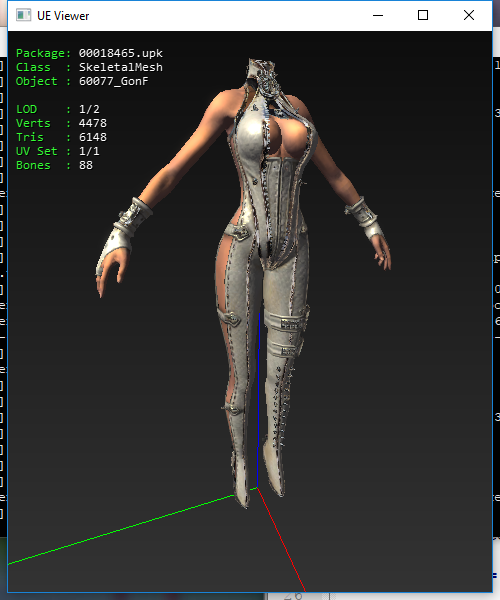 UE Viewer
Package: 00018465.upk
Class : SkeletalMesh
Object : 60077_GonF
LOD : 1/2
Verts : 4478
Tris : 6148
UV Set : 1/1
Bones : 88